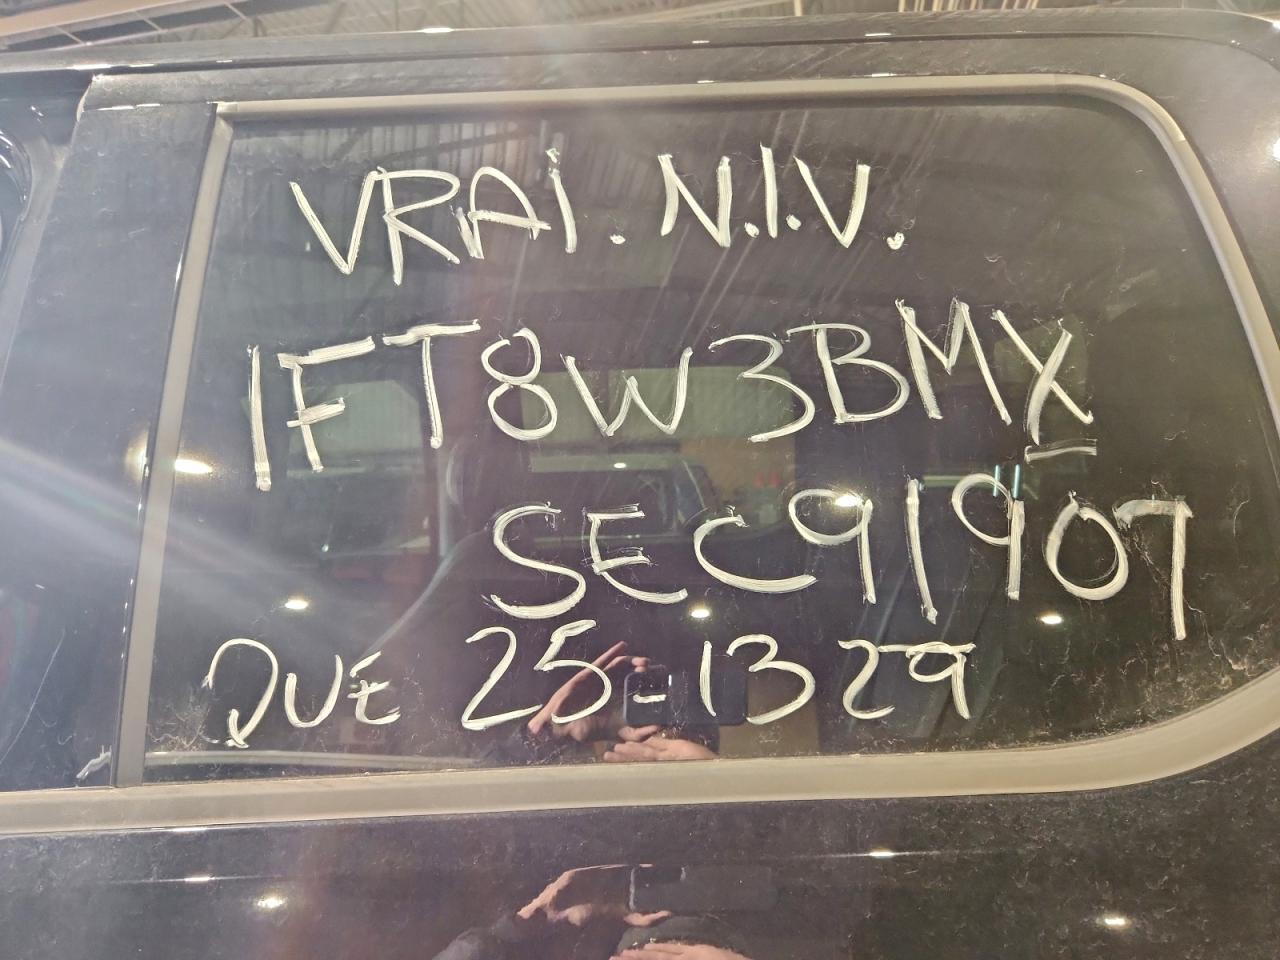 VRAI. N.I.V.
1FT8W3BMX
SEC91907
QUE 25-1329